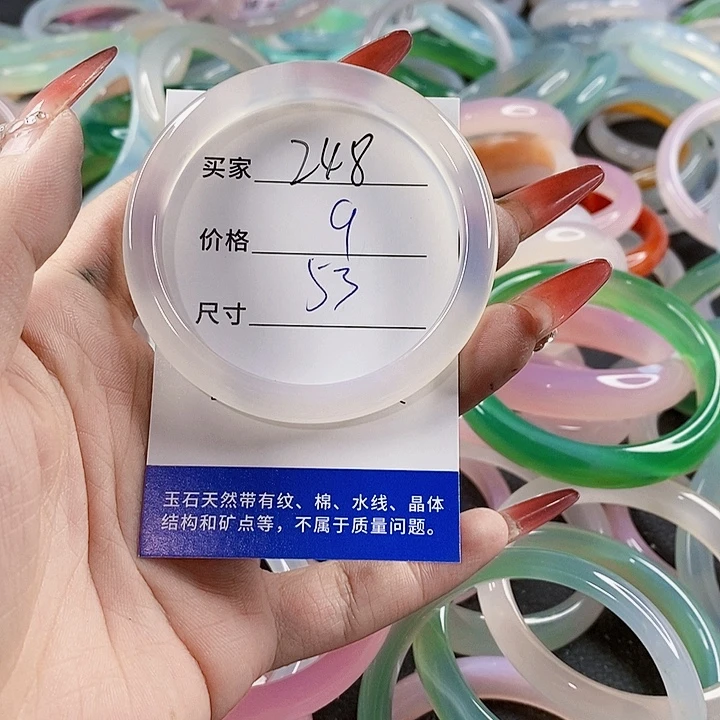 买家 248
价格 9
尺寸 53
玉石天然带有纹、棉、水线、晶体
结构和矿点等，不属于质量问题。